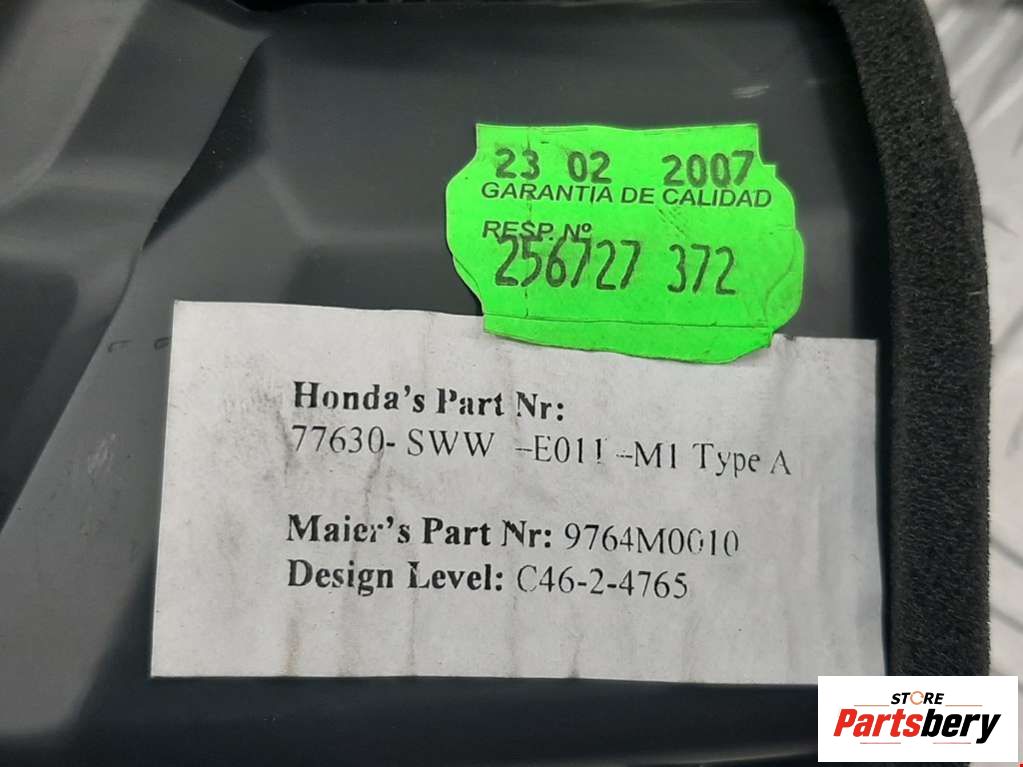 23 02 2007
GARANTIA DE CALIDAD
RESP. Nº
256727 372
Honda's Part Nr:
77630- SWW -E011 -M1 Type A
Maier's Part Nr: 9764M0010
Design Level: C46-2-4765
STORE
Partsbery